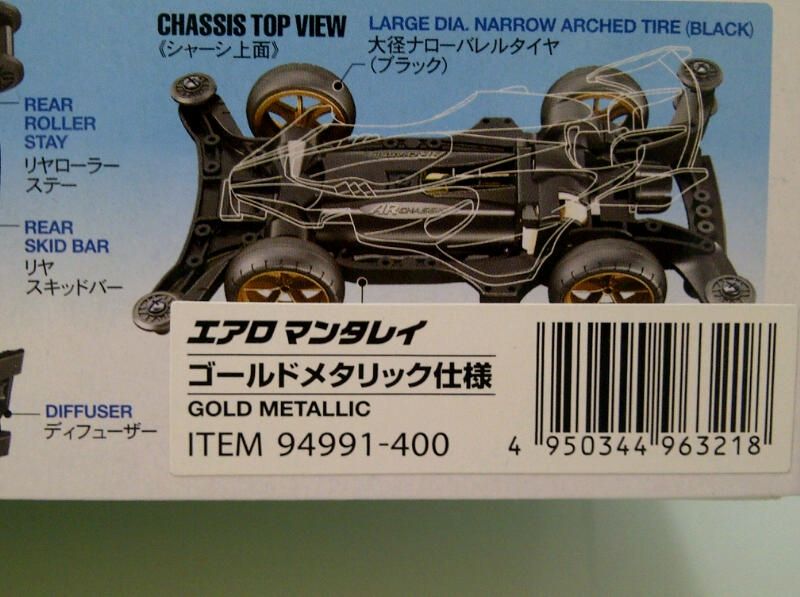 CHASSIS TOP VIEW
《シャーシ上面》
LARGE DIA. NARROW ARCHED TIRE (BLACK)
大径ナローバレルタイヤ
(ブラック)
REAR
ROLLER
STAY
リヤローラー
ステー
REAR
SKID BAR
リヤ
スキッドバー
DIFFUSER
ディフューザー
CHASSIS
エアロ マンタレイ
ゴールドメタリック仕様
GOLD METALLIC
ITEM 94991-400
4 950344 963218